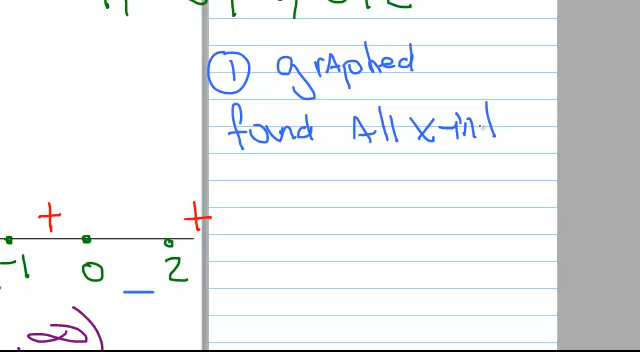 ① graphed
found All x-int
+ +
-1 0 2
−
∞)